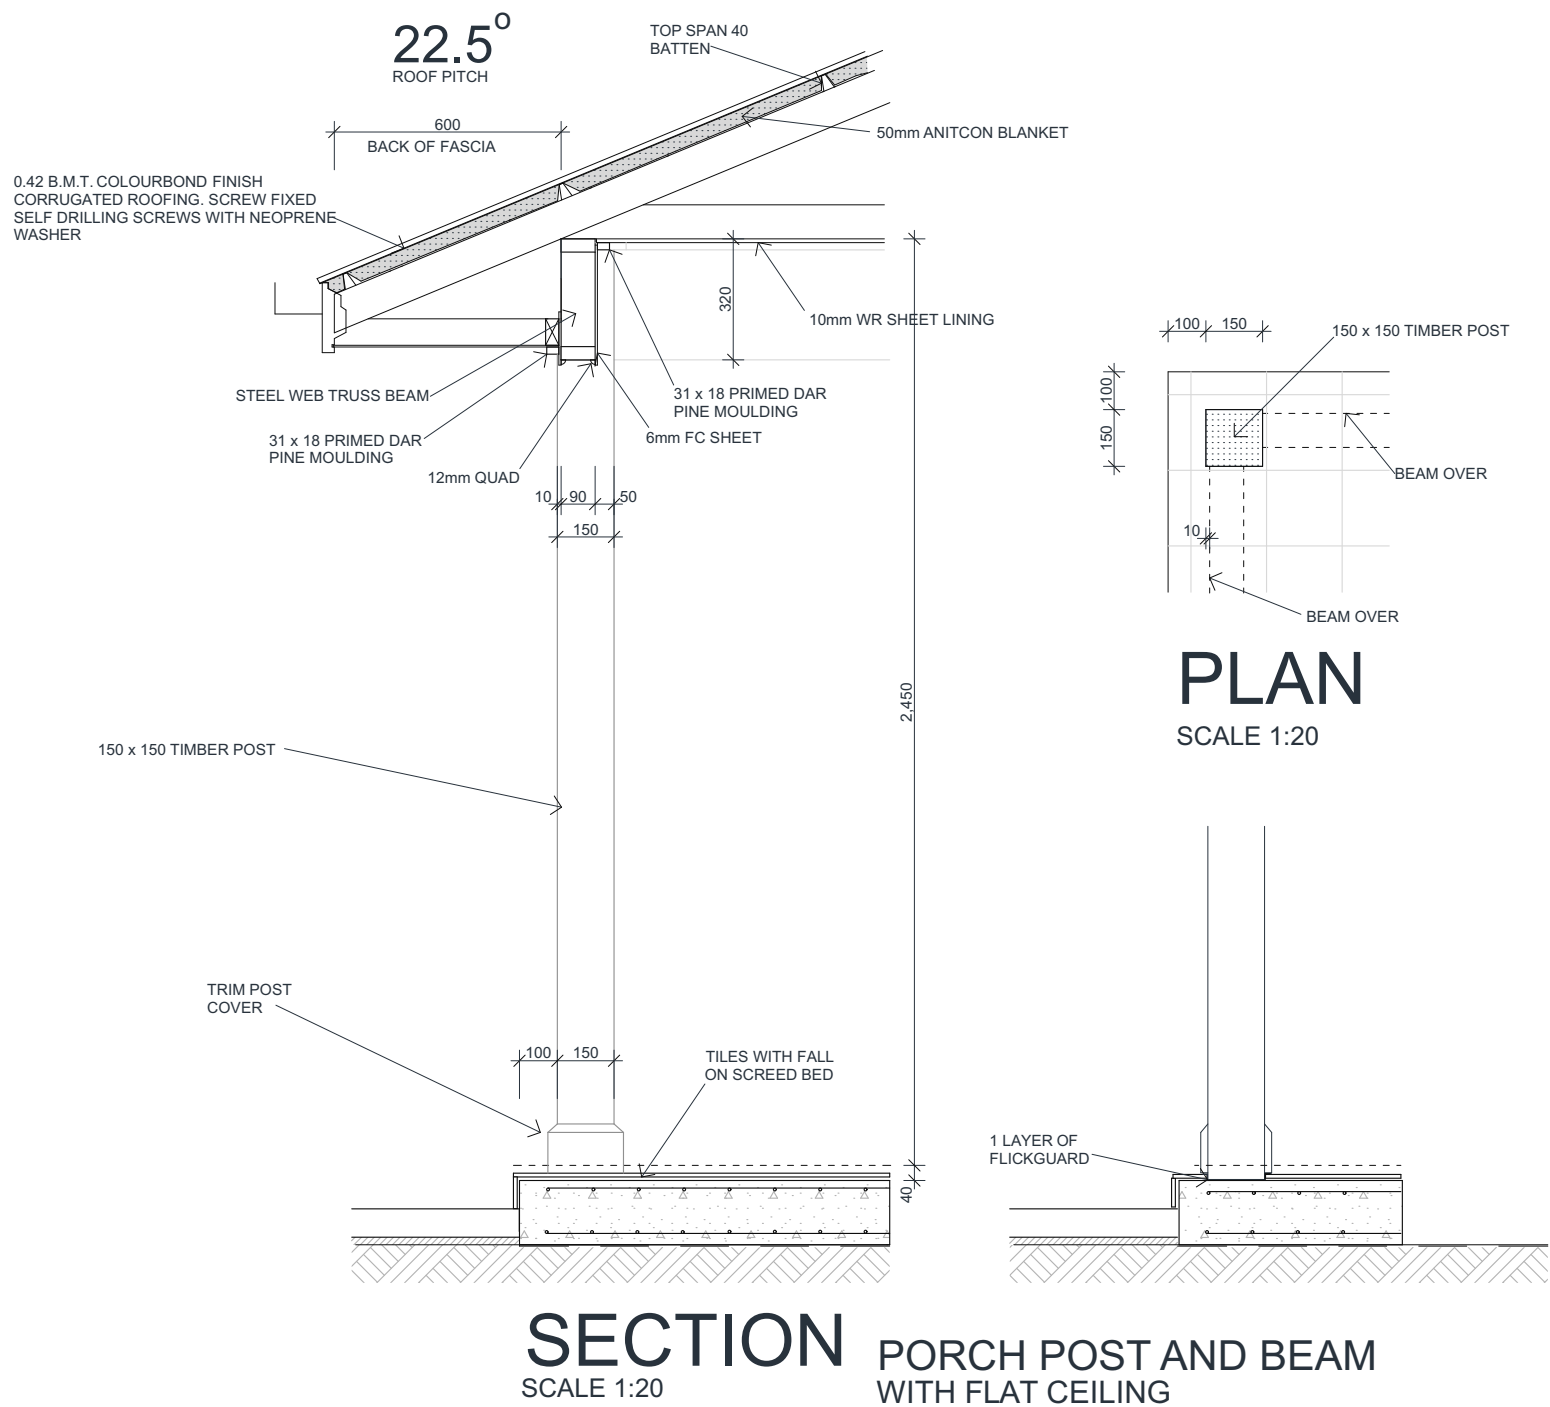 22.5°
ROOF PITCH
TOP SPAN 40
BATTEN
600
BACK OF FASCIA
50mm ANITCON BLANKET
0.42 B.M.T. COLOURBOND FINISH
CORRUGATED ROOFING. SCREW FIXED
SELF DRILLING SCREWS WITH NEOPRENE
WASHER
320
10mm WR SHEET LINING
STEEL WEB TRUSS BEAM
31 x 18 PRIMED DAR
PINE MOULDING
31 x 18 PRIMED DAR
PINE MOULDING
6mm FC SHEET
12mm QUAD
10 90 50
150
2,450
150 x 150 TIMBER POST
TRIM POST
COVER
100 150
TILES WITH FALL
ON SCREED BED
40
SECTION
SCALE 1:20
100 150
150 x 150 TIMBER POST
100
150
BEAM OVER
10
BEAM OVER
PLAN
SCALE 1:20
1 LAYER OF
FLICKGUARD
PORCH POST AND BEAM
WITH FLAT CEILING